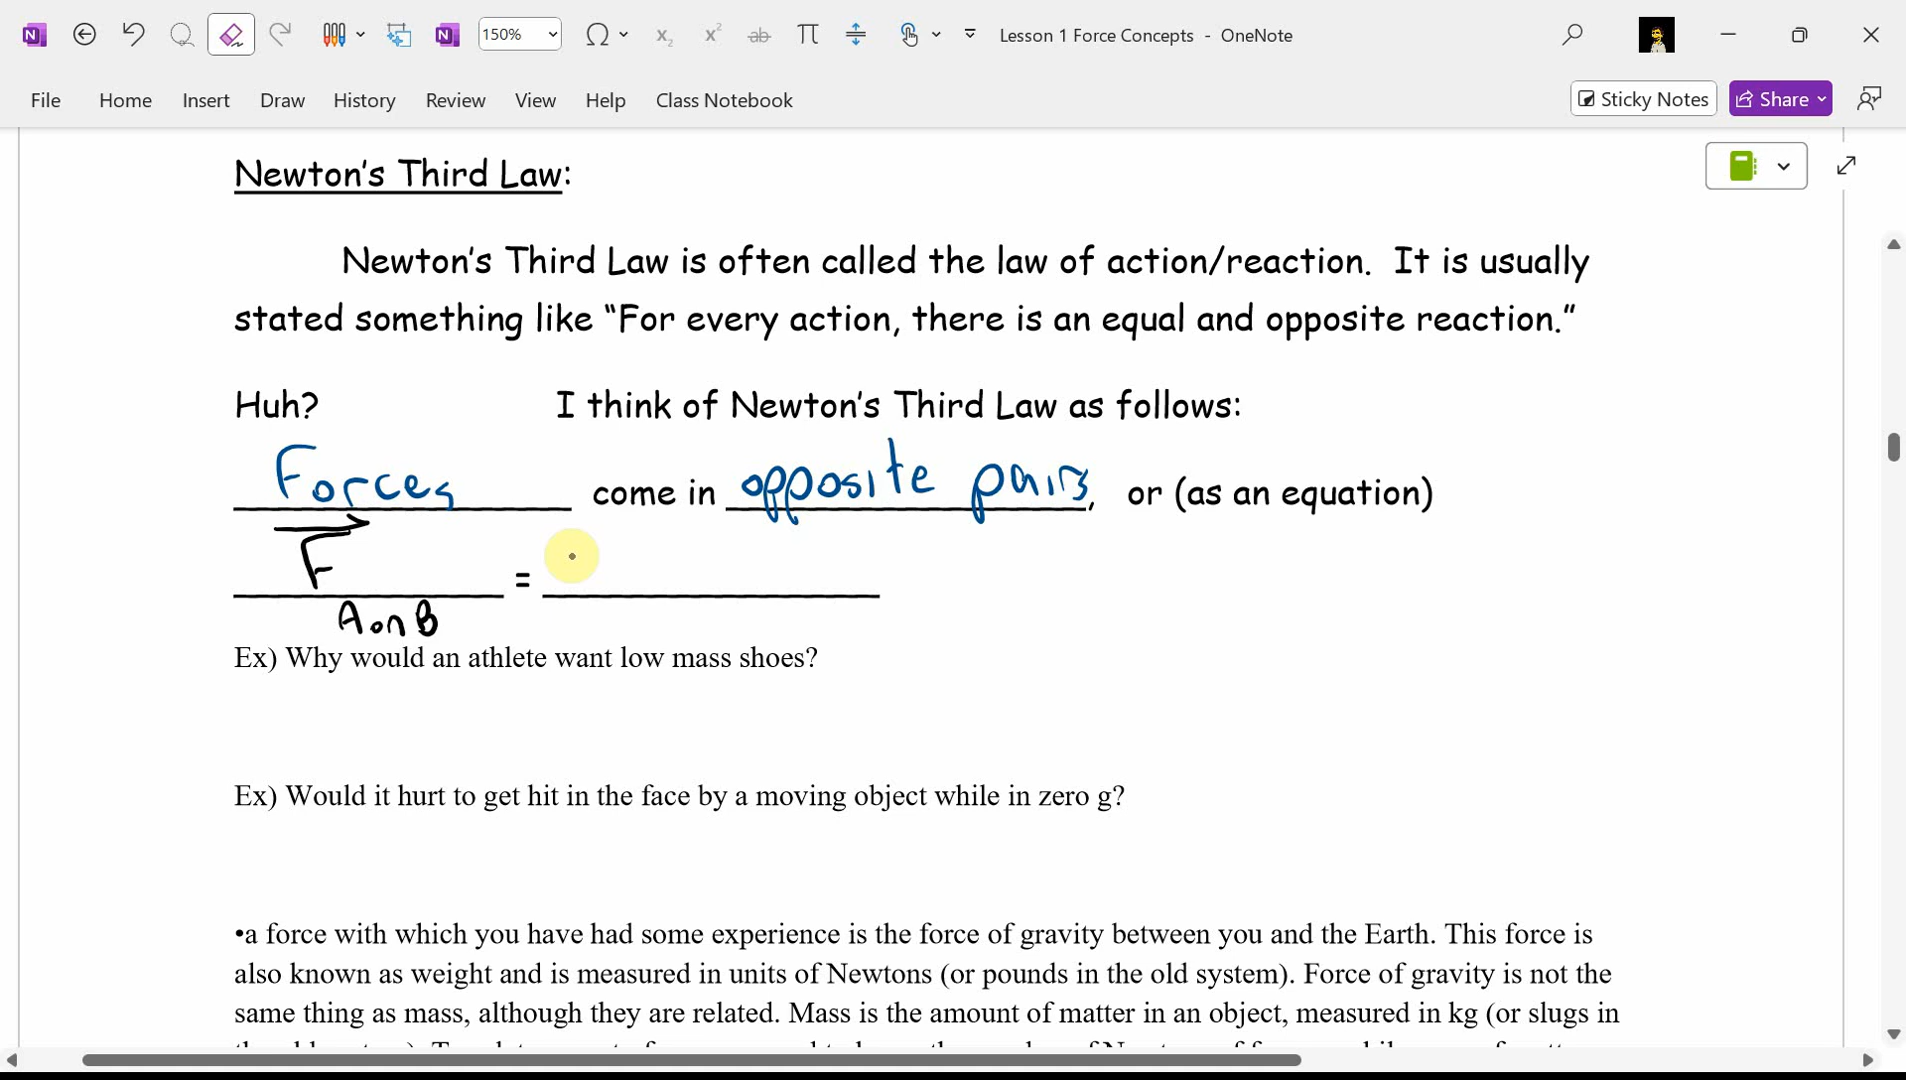 150% Lesson 1 Force Concepts - OneNote
File Home Insert Draw History Review View Help Class Notebook Sticky Notes Share
Newton's Third Law:
Newton's Third Law is often called the law of action/reaction. It is usually
stated something like “For every action, there is an equal and opposite reaction.”
Huh? I think of Newton's Third Law as follows:
Forces come in opposite pairs, or (as an equation)
F =
A on B
Ex) Why would an athlete want low mass shoes?
Ex) Would it hurt to get hit in the face by a moving object while in zero g?
•a force with which you have had some experience is the force of gravity between you and the Earth. This force is
also known as weight and is measured in units of Newtons (or pounds in the old system). Force of gravity is not the
same thing as mass, although they are related. Mass is the amount of matter in an object, measured in kg (or slugs in